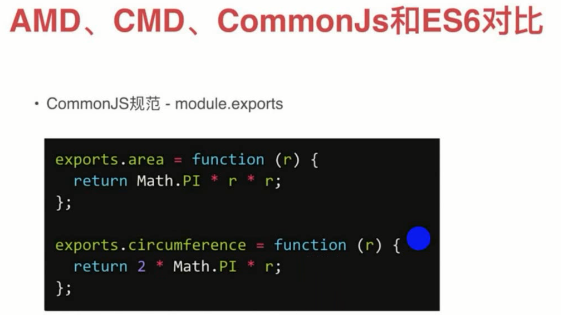 AMD、CMD、CommonJs和ES6对比
• CommonJS规范 - module.exports
exports.area = function (r) {
  return Math.PI * r * r;
};
exports.circumference = function (r) {
  return 2 * Math.PI * r;
};